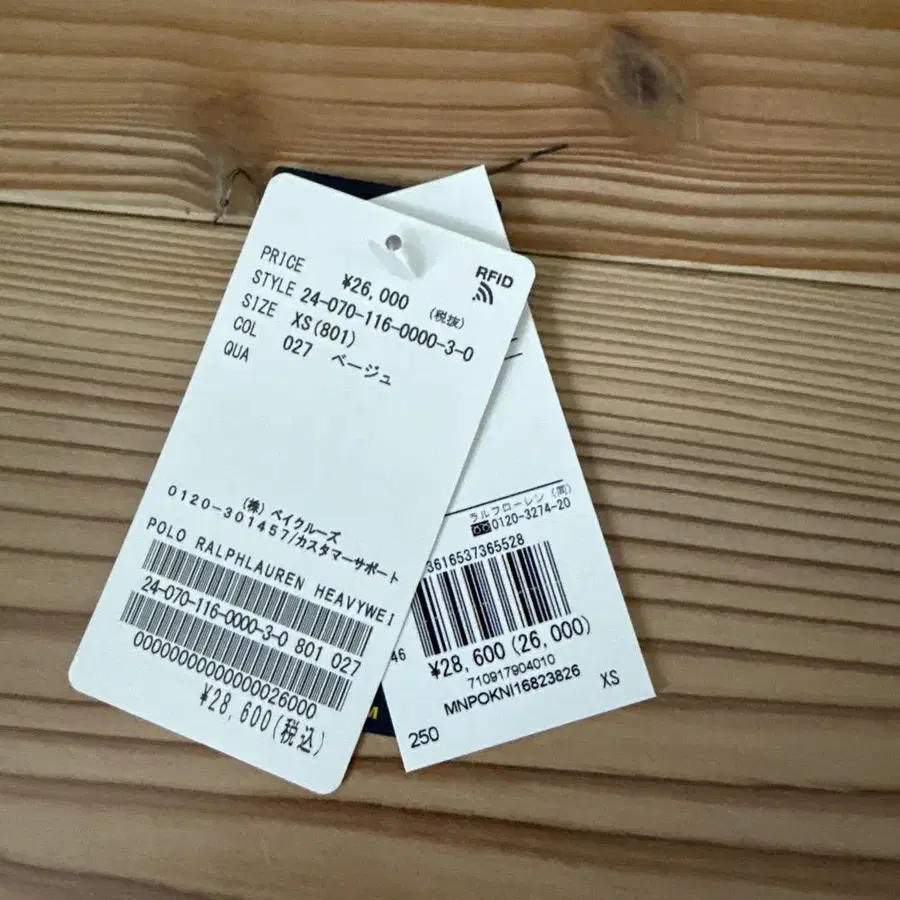 PRICE ¥26,000 (税抜)
STYLE 24-070-116-0000-3-0
SIZE XS(801)
COL 027 ベージュ
QUA
RFID
(株) ベイクルーズ
0120-301457/カスタマーサポート
POLO RALPHLAUREN HEAVYWEI
24-070-116-0000-3-0 801 027
00000000000000026000
¥28,600(税込)
ラルフローレン (同)
0120-3274-20
3616537365528
46
¥28,600(26,000)
710917904010
MNPOKNI16823826
XS
250
M